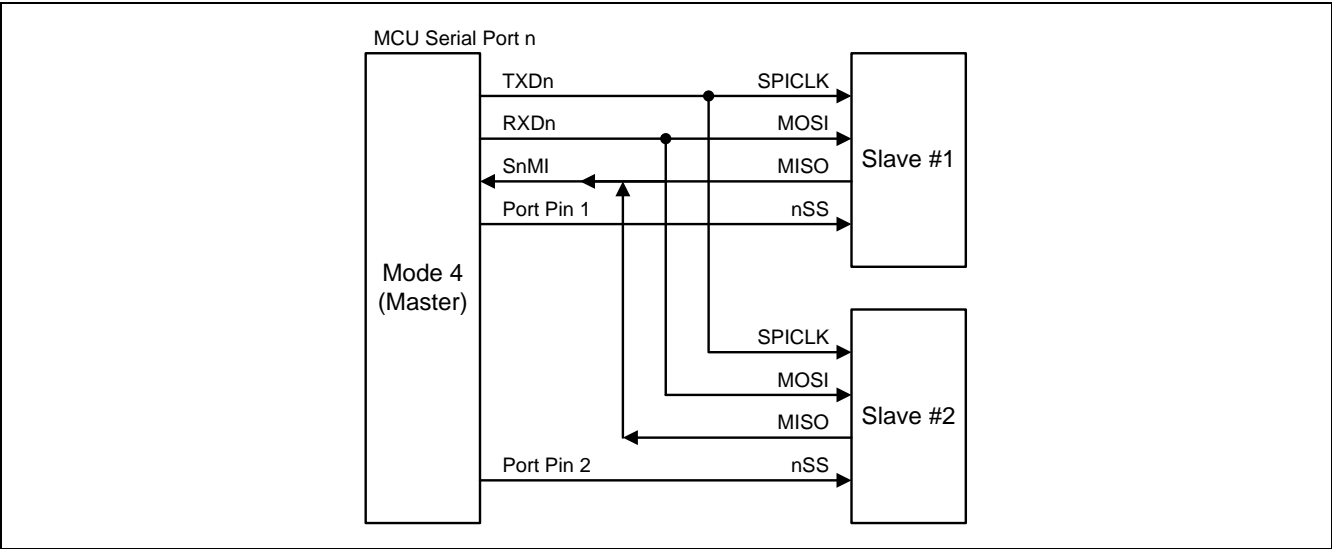 MCU Serial Port n
TXDn SPICLK
RXDn MOSI
SnMI MISO
Slave #1
Port Pin 1 nSS
Mode 4
(Master)
SPICLK
MOSI
MISO
Slave #2
Port Pin 2 nSS